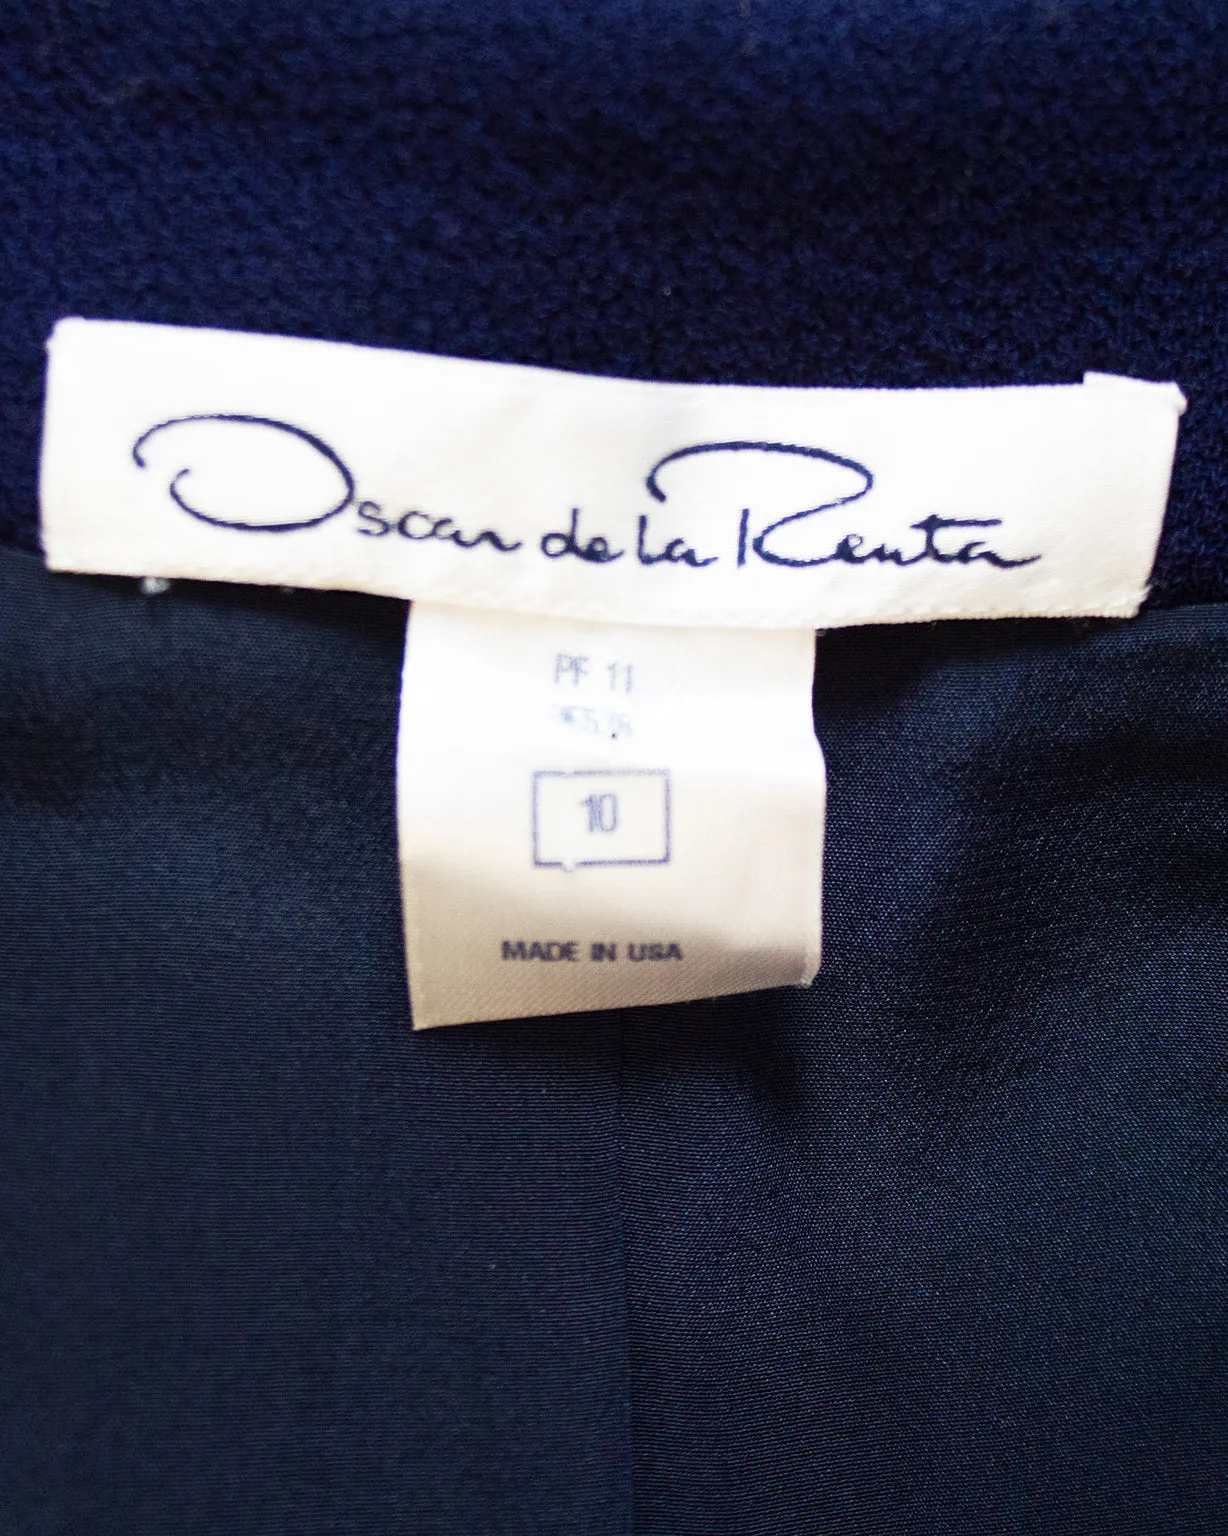 Oscar de la Renta
PF 11
10
MADE IN USA